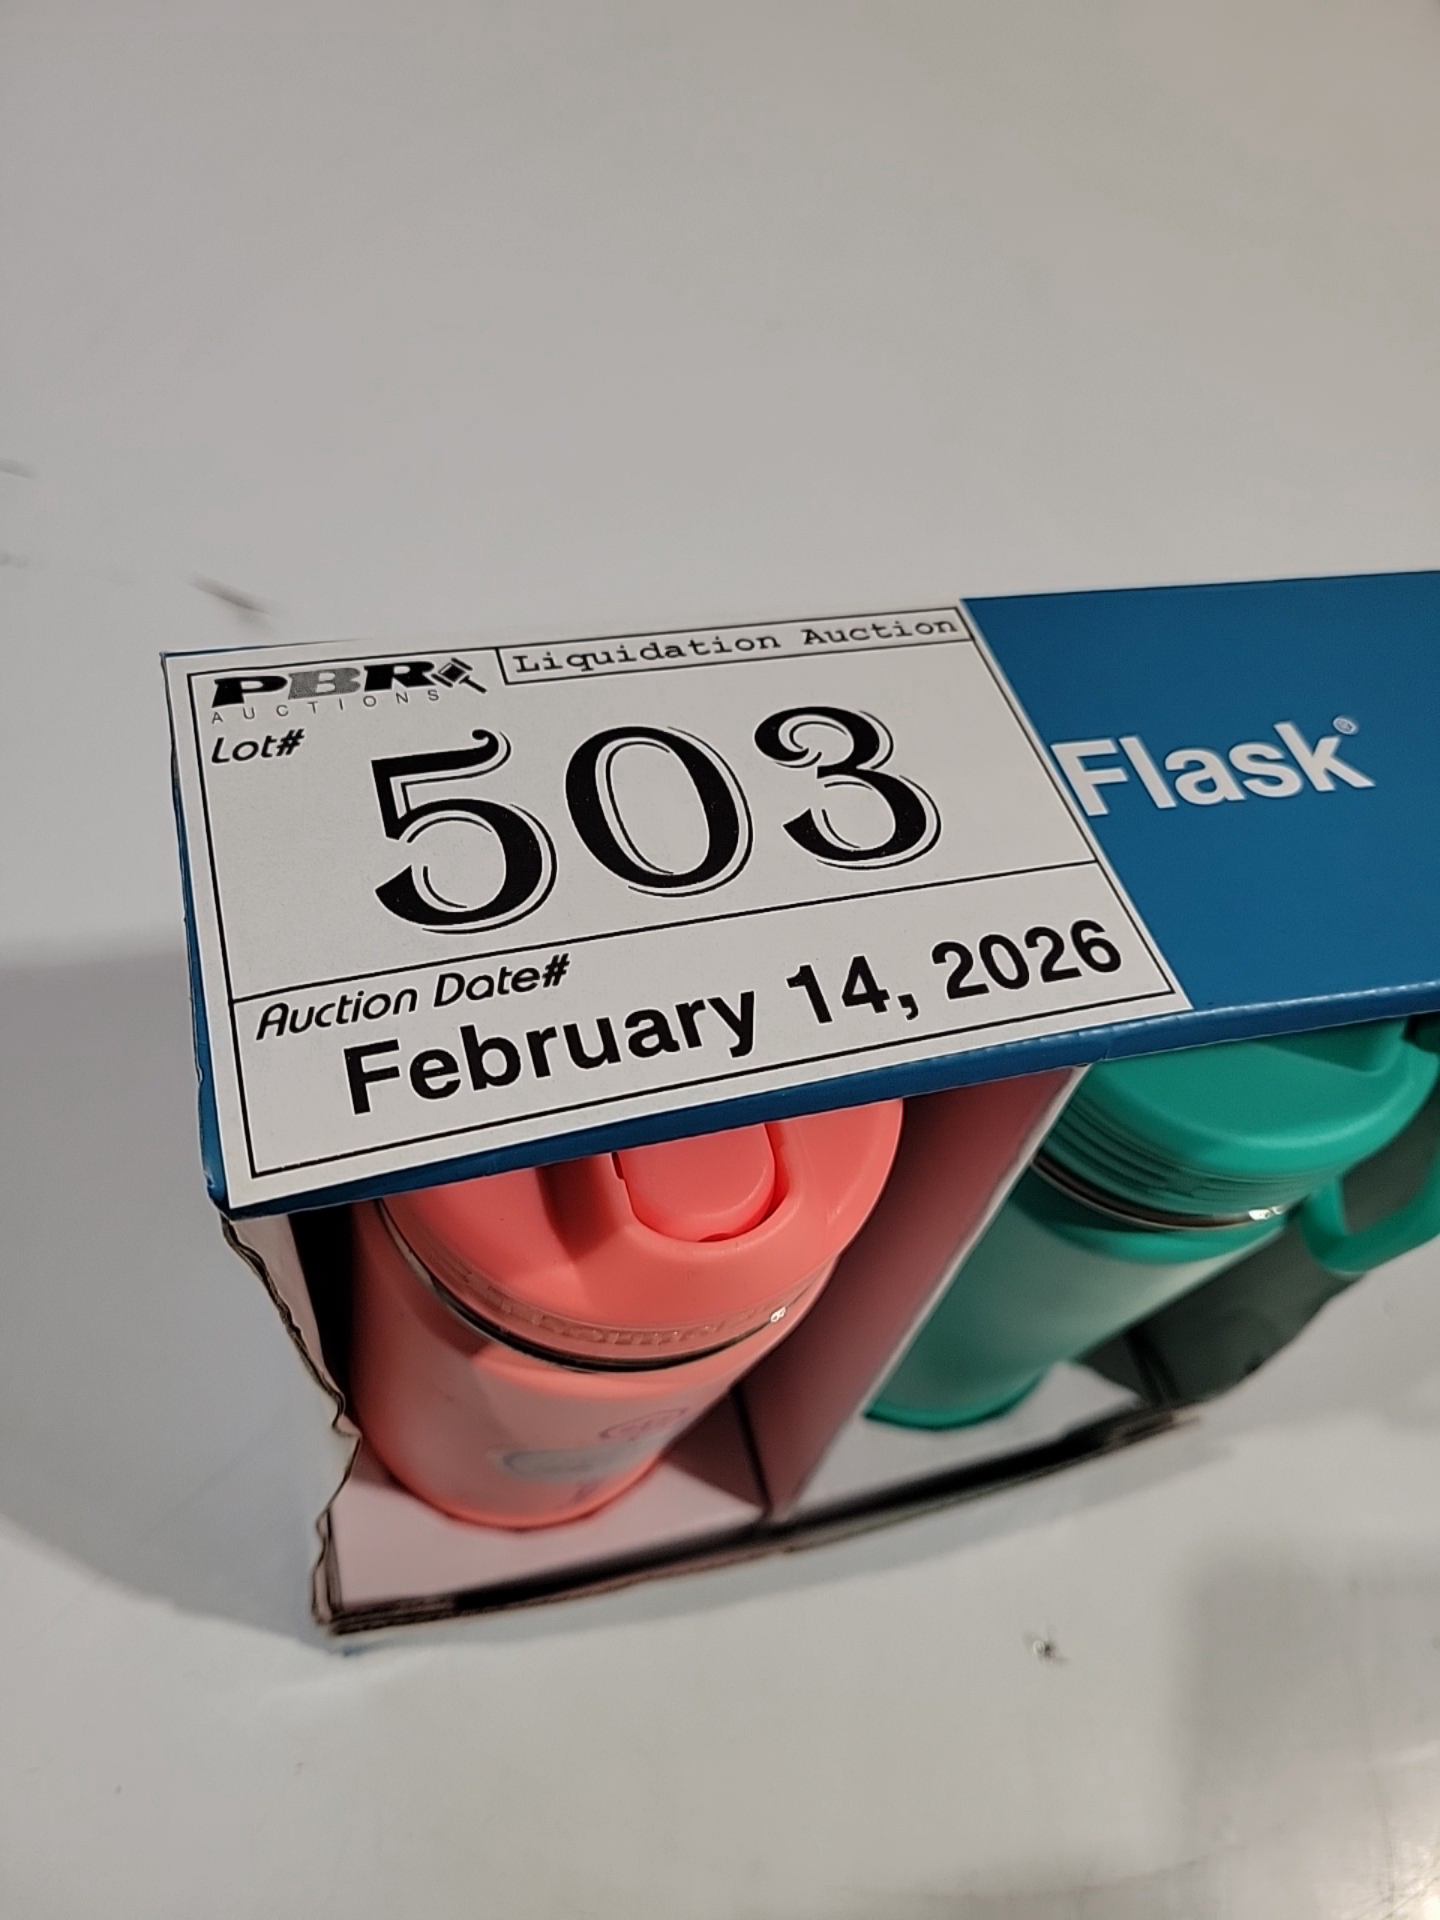 PBR
AUCTIONS
Liquidation Auction
Lot#
503
Auction Date#
February 14, 2026
Flask®